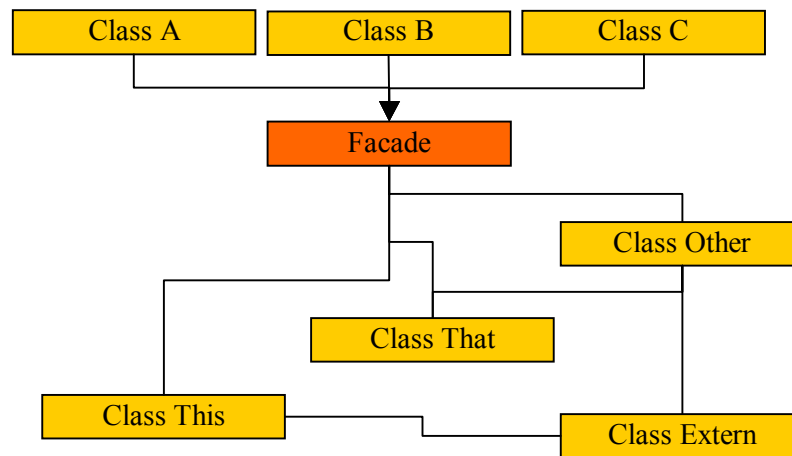 Class A
Class B
Class C
Facade
Class Other
Class That
Class This
Class Extern